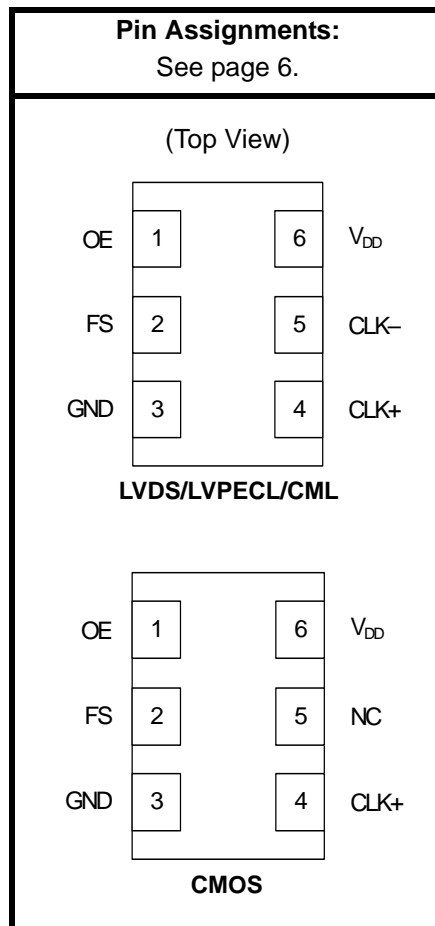 Pin Assignments:
See page 6.
(Top View)
OE 1 6 VDD
FS 2 5 CLK–
GND 3 4 CLK+
LVDS/LVPECL/CML
OE 1 6 VDD
FS 2 5 NC
GND 3 4 CLK+
CMOS